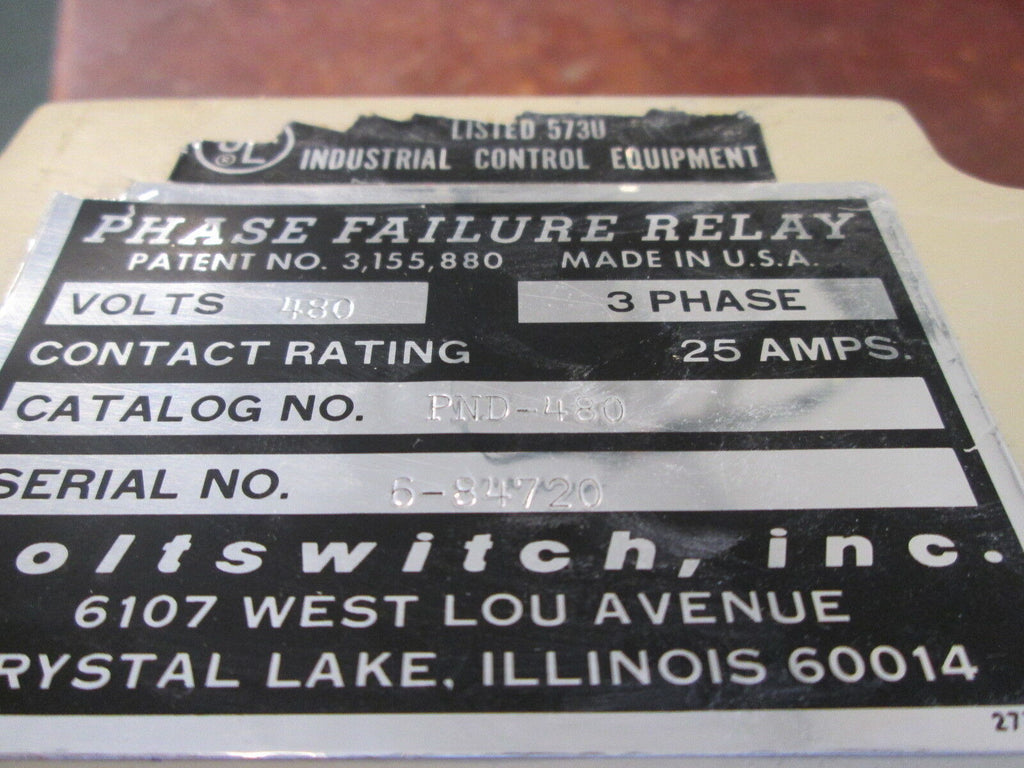 UL ® LISTED 573U
INDUSTRIAL CONTROL EQUIPMENT
PHASE FAILURE RELAY
PATENT NO. 3,155,880 MADE IN U.S.A.
VOLTS 480 3 PHASE
CONTACT RATING 25 AMPS.
CATALOG NO. PND-480
SERIAL NO. 6-84720
oltswitch, inc.
6107 WEST LOU AVENUE
RYSTAL LAKE, ILLINOIS 60014